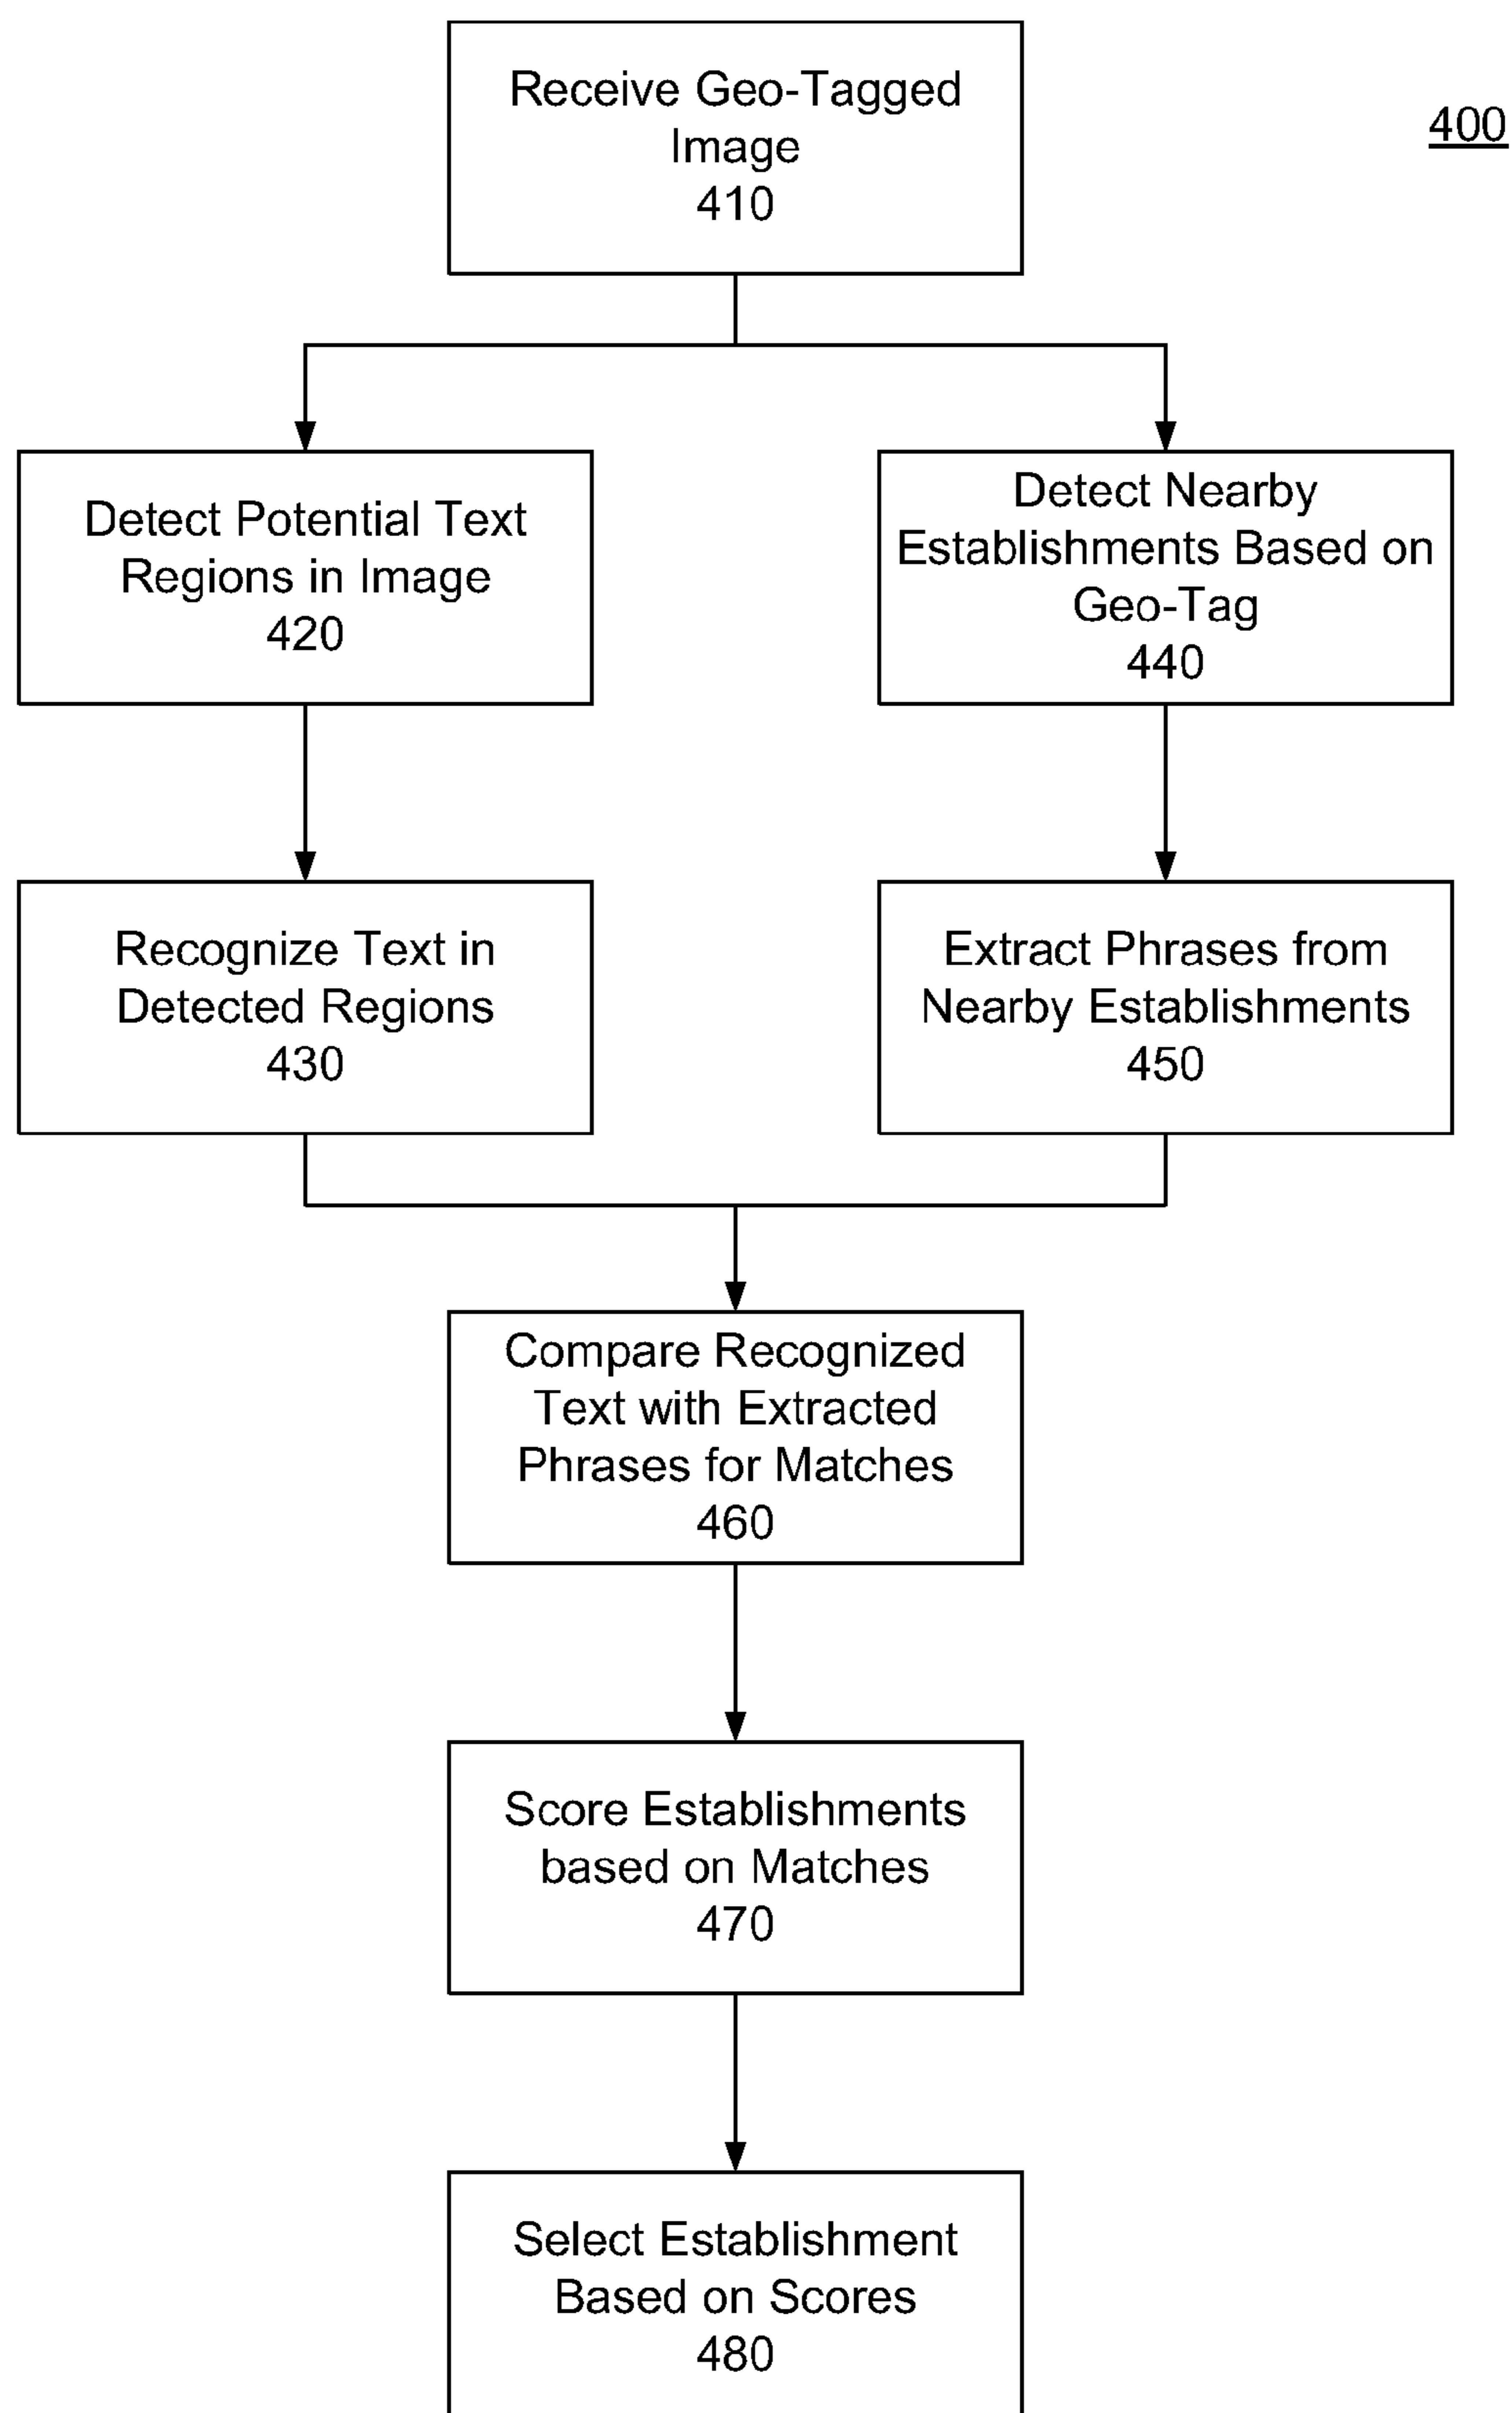 Receive Geo-Tagged
Image
410
400
Detect Potential Text
Regions in Image
420
Detect Nearby
Establishments Based on
Geo-Tag
440
Recognize Text in
Detected Regions
430
Extract Phrases from
Nearby Establishments
450
Compare Recognized
Text with Extracted
Phrases for Matches
460
Score Establishments
based on Matches
470
Select Establishment
Based on Scores
480